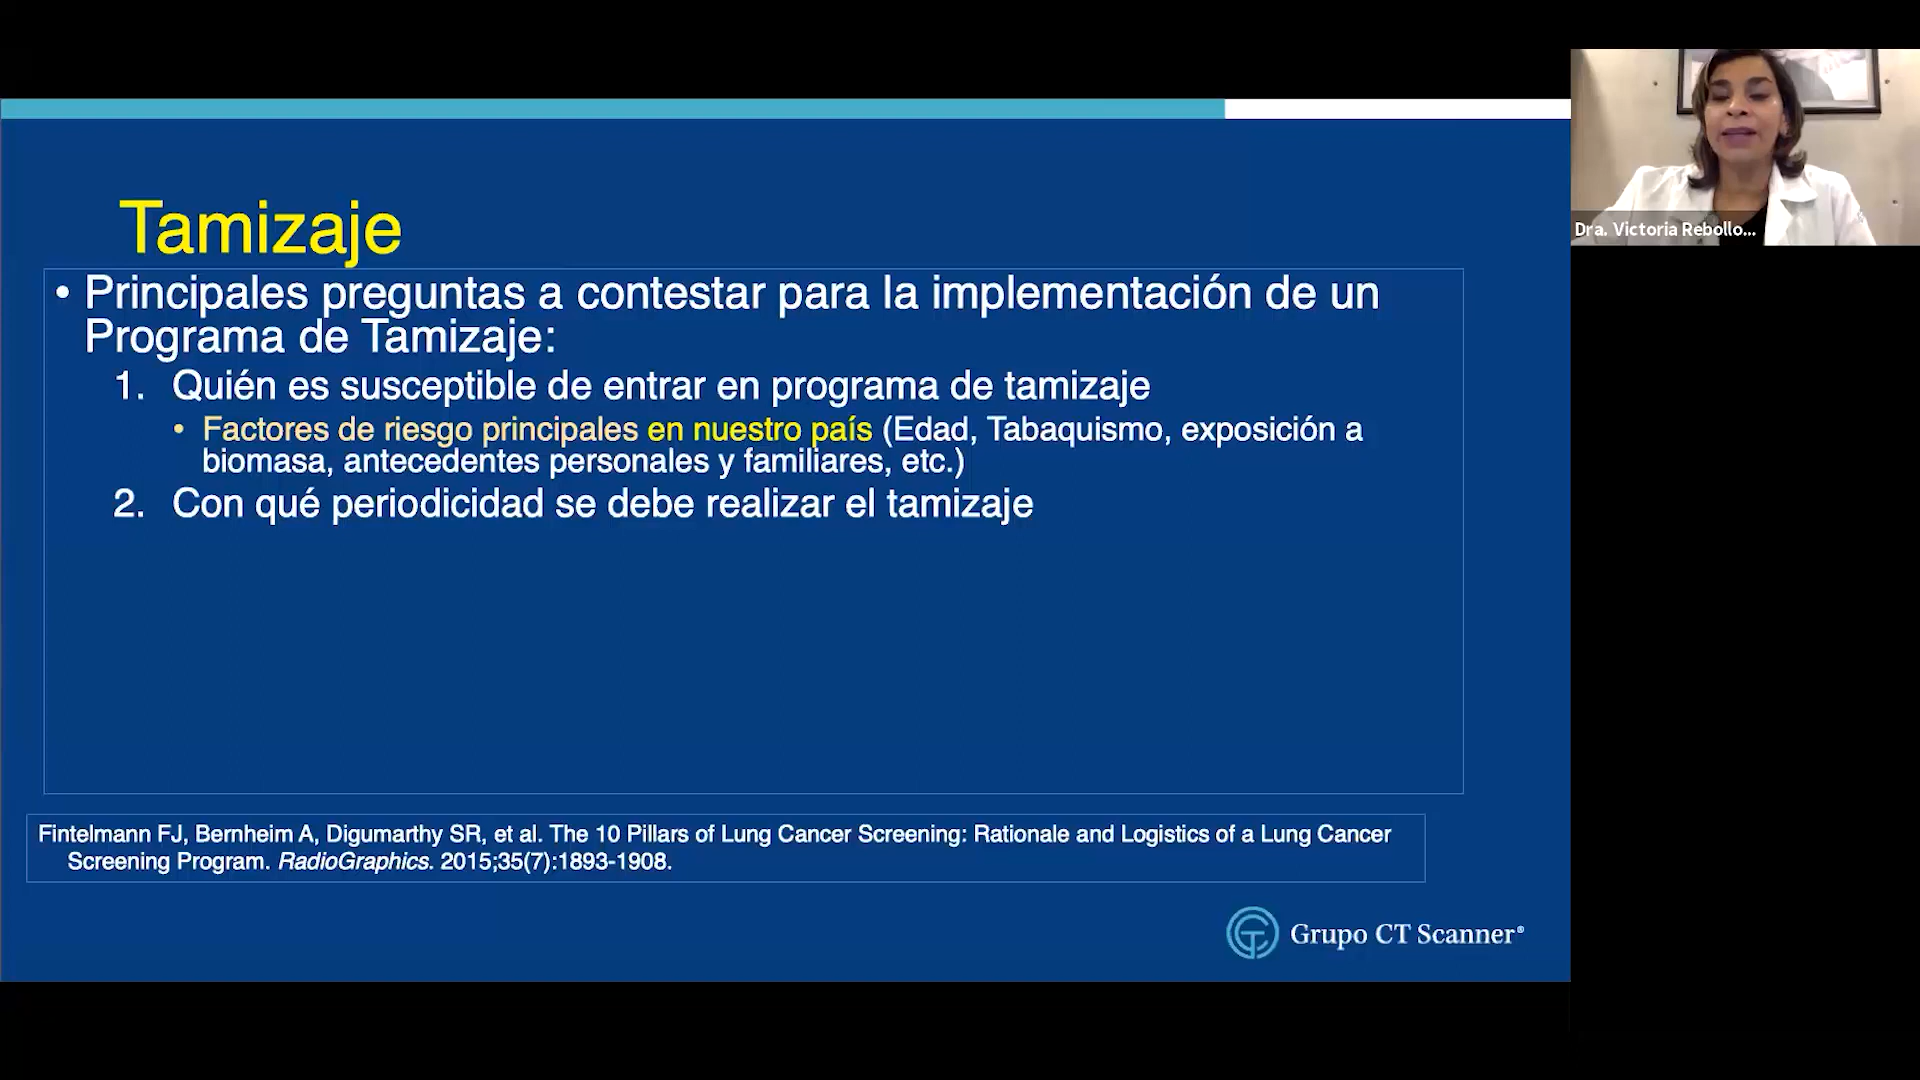 Tamizaje
• Principales preguntas a contestar para la implementación de un
Programa de Tamizaje:
1. Quién es susceptible de entrar en programa de tamizaje
• Factores de riesgo principales en nuestro país (Edad, Tabaquismo, exposición a
biomasa, antecedentes personales y familiares, etc.)
2. Con qué periodicidad se debe realizar el tamizaje
Fintelmann FJ, Bernheim A, Digumarthy SR, et al. The 10 Pillars of Lung Cancer Screening: Rationale and Logistics of a Lung Cancer
Screening Program. RadioGraphics. 2015;35(7):1893-1908.
Grupo CT Scanner®
Dra. Victoria Rebollo...